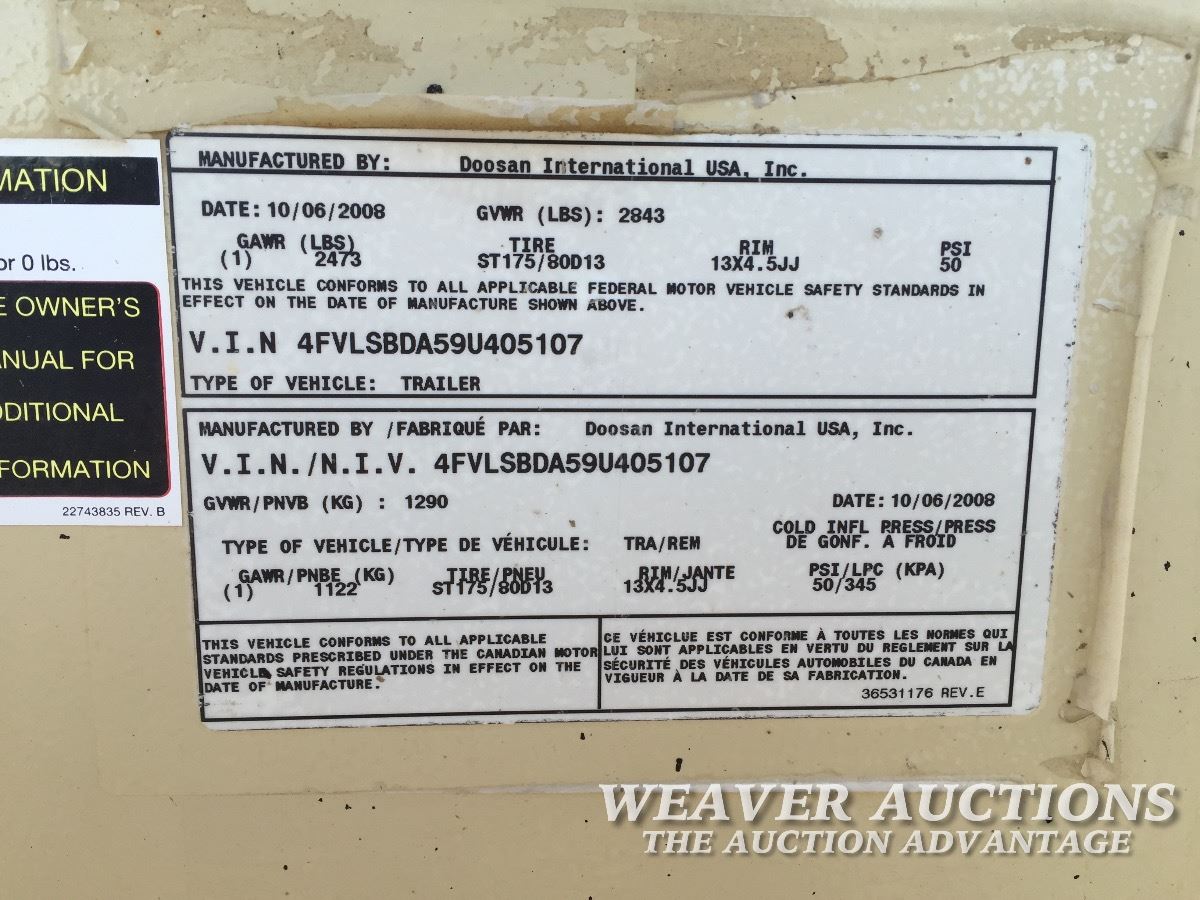 MATION
or 0 lbs.
E OWNER'S
ANUAL FOR
DDITIONAL
FORMATION
22743835 REV. B
MANUFACTURED BY: Doosan International USA, Inc.
DATE: 10/06/2008 GVWR (LBS): 2843
GAWR (LBS) TIRE RIM PSI
(1) 2473 ST175/80D13 13X4.5JJ 50
THIS VEHICLE CONFORMS TO ALL APPLICABLE FEDERAL MOTOR VEHICLE SAFETY STANDARDS IN
EFFECT ON THE DATE OF MANUFACTURE SHOWN ABOVE.
V.I.N 4FVLSBDA59U405107
TYPE OF VEHICLE: TRAILER
MANUFACTURED BY /FABRIQUÉ PAR: Doosan International USA, Inc.
V.I.N./N.I.V. 4FVLSBDA59U405107
GVWR/PNVB (KG) : 1290 DATE: 10/06/2008
COLD INFL PRESS/PRESS
TYPE OF VEHICLE/TYPE DE VÉHICULE: TRA/REM DE GONF. A FROID
GAWR/PNBE (KG) TIRE/PNEU RIM/JANTE PSI/LPC (KPA)
(1) 1122 ST175/80D13 13X4.5JJ 50/345
THIS VEHICLE CONFORMS TO ALL APPLICABLE
STANDARDS PRESCRIBED UNDER THE CANADIAN MOTOR
VEHICLE SAFETY REGULATIONS IN EFFECT ON THE
DATE OF MANUFACTURE.
CE VÉHICLUE EST CONFORME À TOUTES LES NORMES QUI
LUI SONT APPLICABLES EN VERTU DU REGLEMENT SUR LA
SÉCURITÉ DES VÉHICULES AUTOMOBILES DU CANADA EN
VIGUEUR À LA DATE DE SA FABRICATION.
36531176 REV.E
WEAVER AUCTIONS
THE AUCTION ADVANTAGE